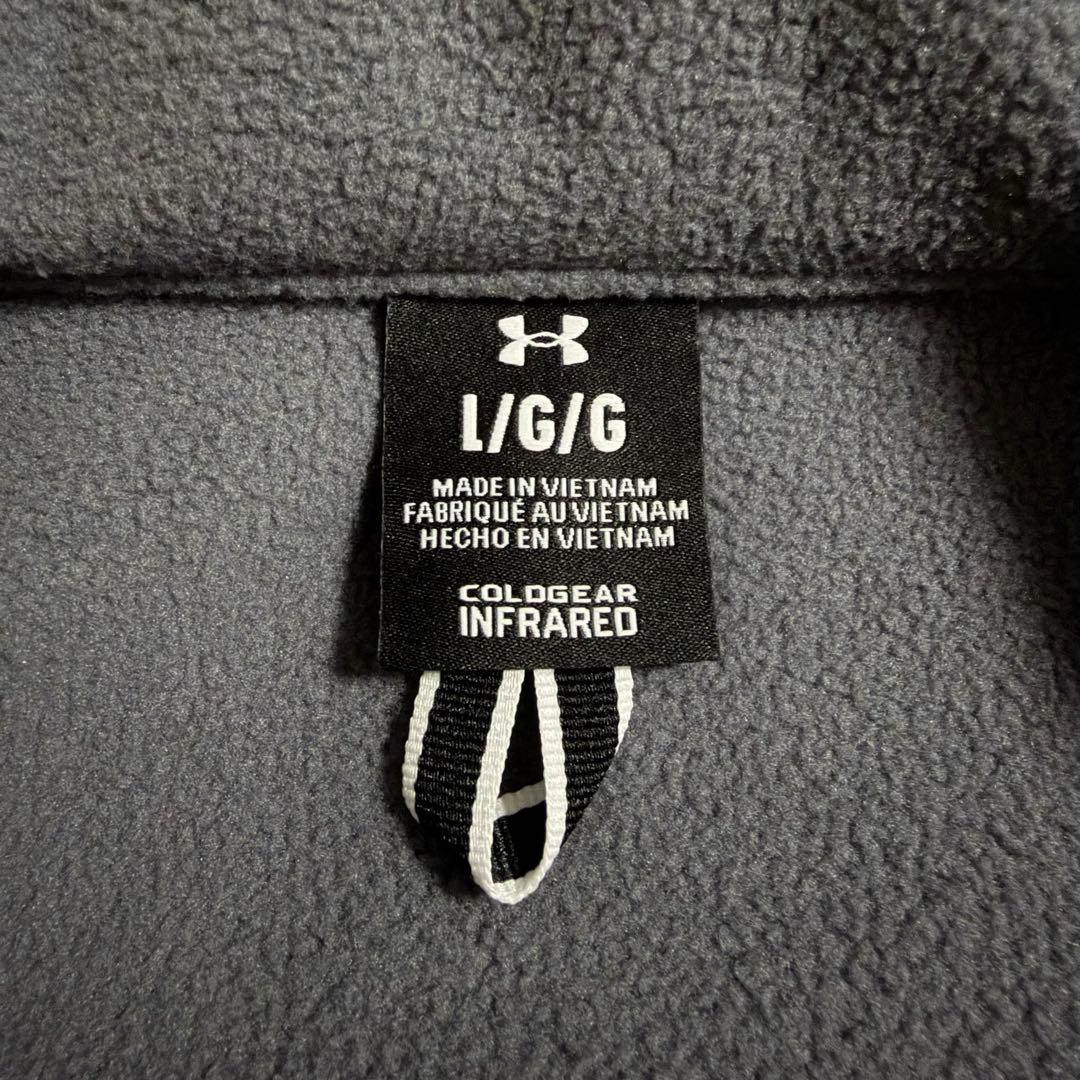 L/G/G
MADE IN VIETNAM
FABRIQUÉ AU VIETNAM
HECHO EN VIETNAM
COLDGEAR
INFRARED